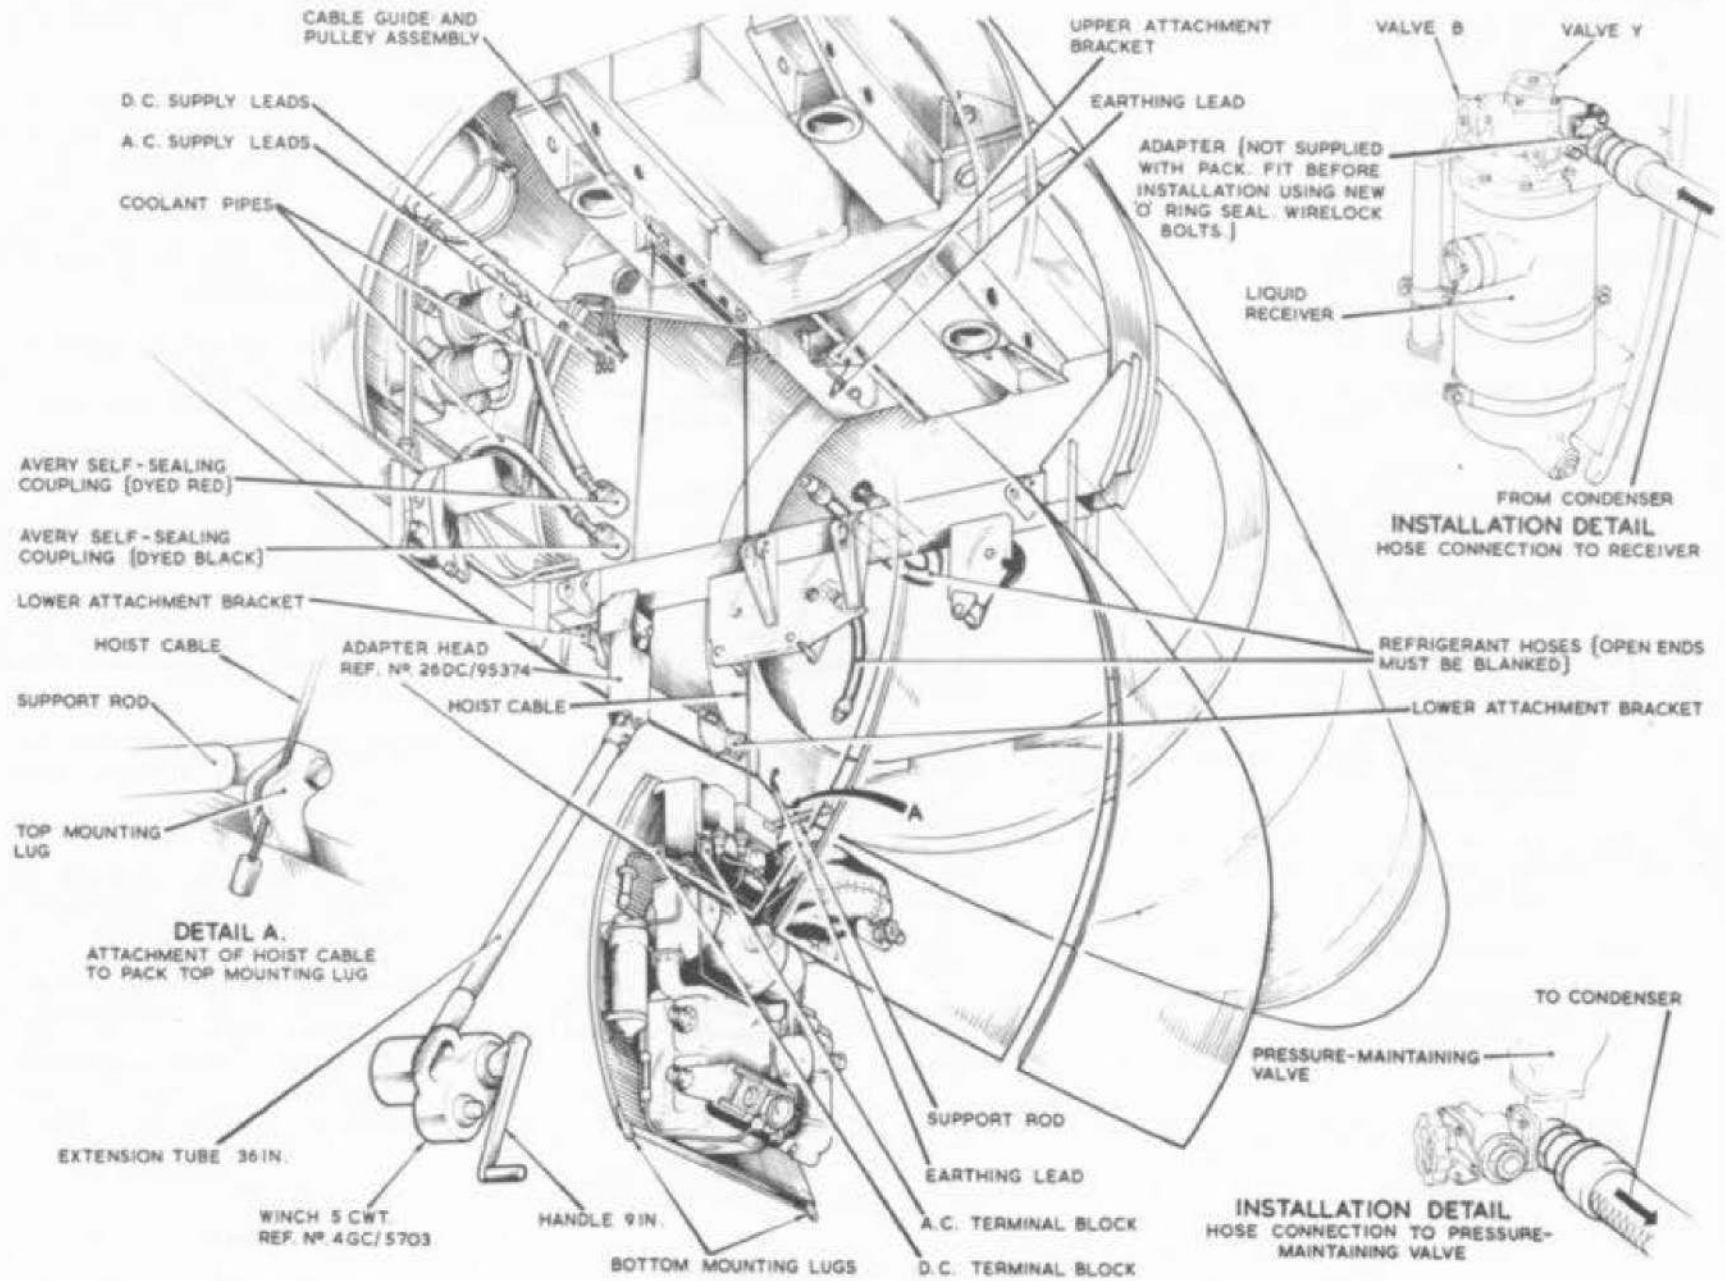 CABLE GUIDE AND
PULLEY ASSEMBLY
D.C. SUPPLY LEADS
A.C. SUPPLY LEADS
COOLANT PIPES
AVERY SELF-SEALING
COUPLING (DYED RED)
AVERY SELF-SEALING
COUPLING (DYED BLACK)
LOWER ATTACHMENT BRACKET
HOIST CABLE
SUPPORT ROD
TOP MOUNTING
LUG
DETAIL A.
ATTACHMENT OF HOIST CABLE
TO PACK TOP MOUNTING LUG
ADAPTER HEAD
REF. Nº 26DC/95374
HOIST CABLE
EXTENSION TUBE 36IN.
WINCH 5 CWT.
REF. Nº 4GC/5703
HANDLE 9IN.
BOTTOM MOUNTING LUGS
UPPER ATTACHMENT
BRACKET
EARTHING LEAD
ADAPTER (NOT SUPPLIED
WITH PACK. FIT BEFORE
INSTALLATION USING NEW
'O' RING SEAL. WIRELOCK
BOLTS.)
VALVE B
VALVE Y
LIQUID
RECEIVER
FROM CONDENSER
INSTALLATION DETAIL
HOSE CONNECTION TO RECEIVER
REFRIGERANT HOSES (OPEN ENDS
MUST BE BLANKED)
LOWER ATTACHMENT BRACKET
A
SUPPORT ROD
EARTHING LEAD
A.C. TERMINAL BLOCK
D.C. TERMINAL BLOCK
TO CONDENSER
PRESSURE-MAINTAINING
VALVE
INSTALLATION DETAIL
HOSE CONNECTION TO PRESSURE-
MAINTAINING VALVE